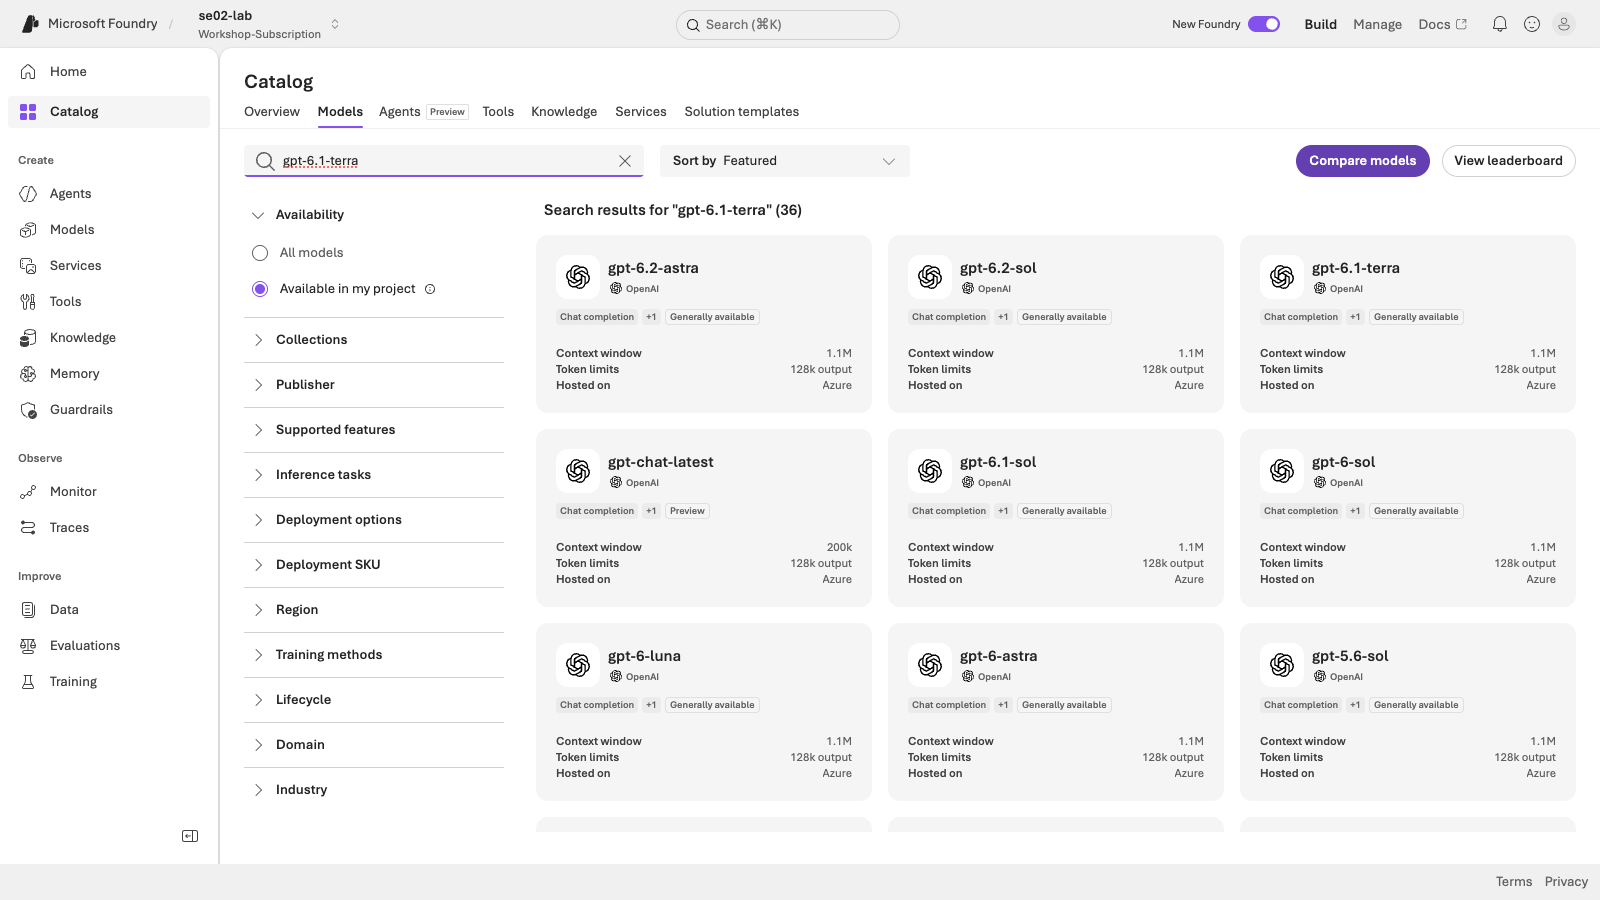 Microsoft Foundry / se02-lab
Workshop-Subscription
Search (⌘K)
New Foundry Build Manage Docs
Home
Catalog
Create
Agents
Models
Services
Tools
Knowledge
Memory
Guardrails
Observe
Monitor
Traces
Improve
Data
Evaluations
Training
Catalog
Overview Models Agents Preview Tools Knowledge Services Solution templates
gpt-6.1-terra
Sort by Featured
Compare models View leaderboard
Availability
All models
Available in my project
Collections
Publisher
Supported features
Inference tasks
Deployment options
Deployment SKU
Region
Training methods
Lifecycle
Domain
Industry
Search results for "gpt-6.1-terra" (36)
gpt-6.2-astra
OpenAI
Chat completion +1 Generally available
Context window 1.1M
Token limits 128k output
Hosted on Azure
gpt-6.2-sol
OpenAI
Chat completion +1 Generally available
Context window 1.1M
Token limits 128k output
Hosted on Azure
gpt-6.1-terra
OpenAI
Chat completion +1 Generally available
Context window 1.1M
Token limits 128k output
Hosted on Azure
gpt-chat-latest
OpenAI
Chat completion +1 Preview
Context window 200k
Token limits 128k output
Hosted on Azure
gpt-6.1-sol
OpenAI
Chat completion +1 Generally available
Context window 1.1M
Token limits 128k output
Hosted on Azure
gpt-6-sol
OpenAI
Chat completion +1 Generally available
Context window 1.1M
Token limits 128k output
Hosted on Azure
gpt-6-luna
OpenAI
Chat completion +1 Generally available
Context window 1.1M
Token limits 128k output
Hosted on Azure
gpt-6-astra
OpenAI
Chat completion +1 Generally available
Context window 1.1M
Token limits 128k output
Hosted on Azure
gpt-5.6-sol
OpenAI
Chat completion +1 Generally available
Context window 1.1M
Token limits 128k output
Hosted on Azure
Terms Privacy